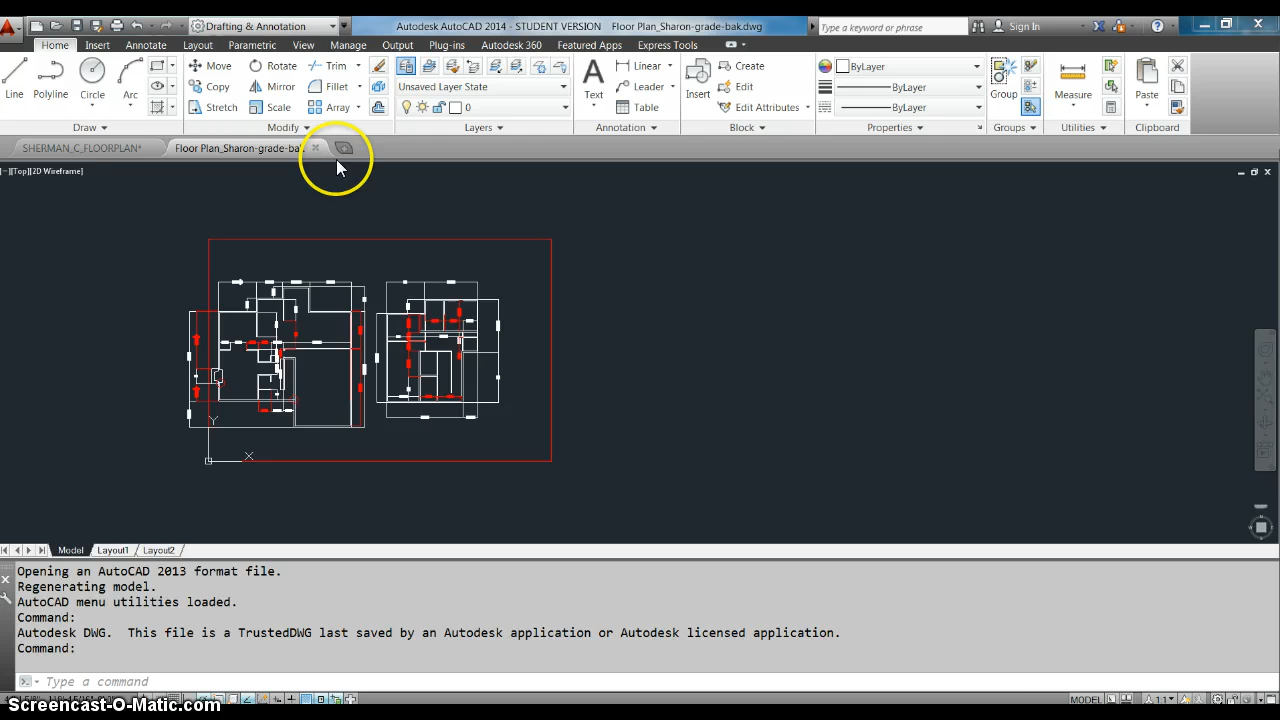 Drafting & Annotation
Autodesk AutoCAD 2014 - STUDENT VERSION Floor Plan_Sharon-grade-bak.dwg
Type a keyword or phrase
Sign In
Home Insert Annotate Layout Parametric View Manage Output Plug-ins Autodesk 360 Featured Apps Express Tools
Line Polyline Circle Arc
Move Rotate Trim
Copy Mirror Fillet
Stretch Scale Array
Unsaved Layer State
0
Text
Linear
Leader
Table
Insert
Create
Edit
Edit Attributes
ByLayer
ByLayer
ByLayer
Group
Measure
Paste
Draw Modify Layers Annotation Block Properties Groups Utilities Clipboard
SHERMAN_C_FLOORPLAN* Floor Plan_Sharon-grade-bak
[−][Top][2D Wireframe]
Y
X
Model Layout1 Layout2
Opening an AutoCAD 2013 format file.
Regenerating model.
AutoCAD menu utilities loaded.
Command:
Autodesk DWG. This file is a TrustedDWG last saved by an Autodesk application or Autodesk licensed application.
Command:
Type a command
MODEL
1:1
Screencast-O-Matic.com